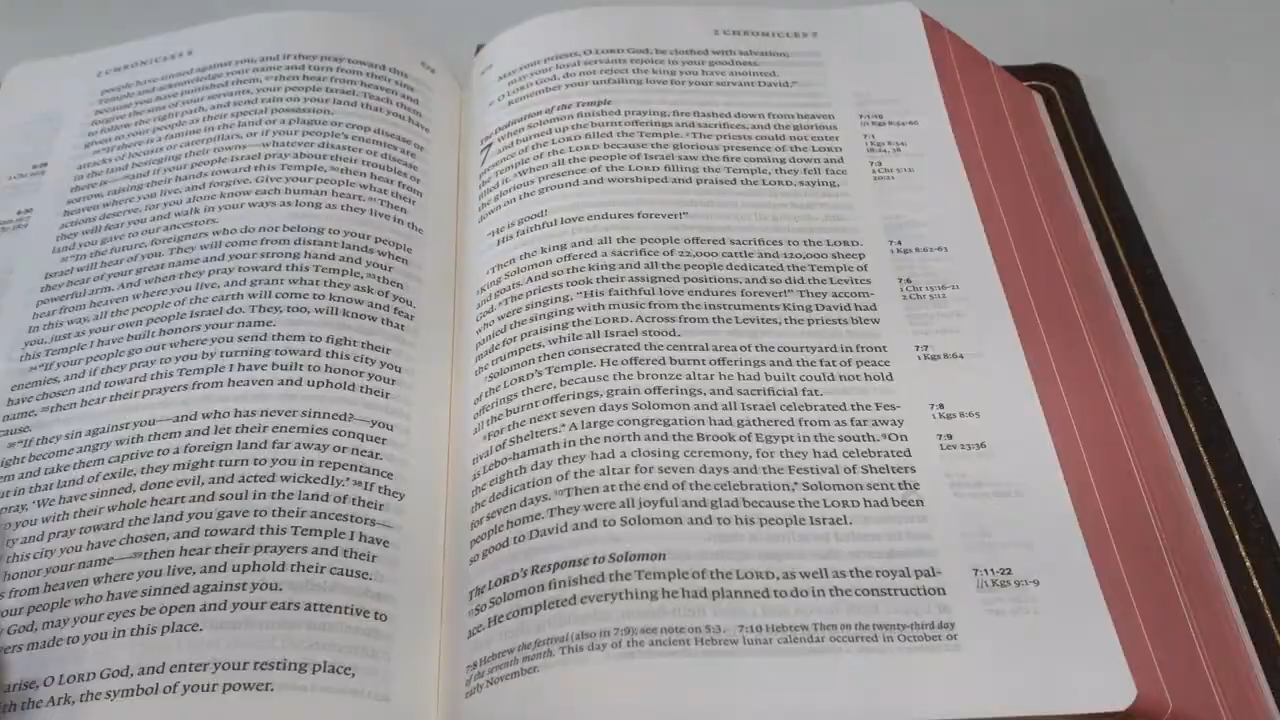 2 CHRONICLES 6
people have sinned against you, and if they pray toward this
Temple and acknowledge your name and turn from their sins
because you have punished them, ²⁷then hear from heaven and
forgive the sins of your servants, your people Israel. Teach them
to follow the right path, and send rain on your land that you have
given to your people as their special possession.
²⁸“If there is a famine in the land or a plague or crop disease or
attacks of locusts or caterpillars, or if your people’s enemies are
in the land besieging their towns—whatever disaster or disease
there is—²⁹and if your people Israel pray about their troubles or
sorrow, raising their hands toward this Temple, ³⁰then hear from
heaven where you live, and forgive. Give your people what their
actions deserve, for you alone know each human heart. ³¹Then
they will fear you and walk in your ways as long as they live in the
land you gave to our ancestors.
³²“In the future, foreigners who do not belong to your people
Israel will hear of you. They will come from distant lands when
they hear of your great name and your strong hand and your
powerful arm. And when they pray toward this Temple, ³³then
hear from heaven where you live, and grant what they ask of you.
In this way, all the people of the earth will come to know and fear
you, just as your own people Israel do. They, too, will know that
this Temple I have built honors your name.
³⁴“If your people go out where you send them to fight their
enemies, and if they pray to you by turning toward this city you
have chosen and toward this Temple I have built to honor your
name, ³⁵then hear their prayers from heaven and uphold their
cause.
³⁶“If they sin against you—and who has never sinned?—you
ight become angry with them and let their enemies conquer
em and take them captive to a foreign land far away or near.
ut in that land of exile, they might turn to you in repentance
pray, ‘We have sinned, done evil, and acted wickedly.’ ³⁸If they
o you with their whole heart and soul in the land of their
ty and pray toward the land you gave to their ancestors—
this city you have chosen, and toward this Temple I have
honor your name—³⁹then hear their prayers and their
s from heaven where you live, and uphold their cause.
our people who have sinned against you.
God, may your eyes be open and your ears attentive to
ers made to you in this place.
arise, O LORD God, and enter your resting place,
th the Ark, the symbol of your power.
2 CHRONICLES 7
May your priests, O LORD God, be clothed with salvation;
may your loyal servants rejoice in your goodness.
⁴² O LORD God, do not reject the king you have anointed.
Remember your unfailing love for your servant David.”
The Dedication of the Temple
7 When Solomon finished praying, fire flashed down from heaven
and burned up the burnt offerings and sacrifices, and the glorious
presence of the LORD filled the Temple. ²The priests could not enter
the Temple of the LORD because the glorious presence of the LORD
filled it. ³When all the people of Israel saw the fire coming down and
the glorious presence of the LORD filling the Temple, they fell face
down on the ground and worshiped and praised the LORD, saying,
“He is good!
His faithful love endures forever!”
⁴Then the king and all the people offered sacrifices to the LORD.
⁵King Solomon offered a sacrifice of 22,000 cattle and 120,000 sheep
and goats. And so the king and all the people dedicated the Temple of
God. ⁶The priests took their assigned positions, and so did the Levites
who were singing, “His faithful love endures forever!” They accom-
panied the singing with music from the instruments King David had
made for praising the LORD. Across from the Levites, the priests blew
the trumpets, while all Israel stood.
⁷Solomon then consecrated the central area of the courtyard in front
of the LORD’s Temple. He offered burnt offerings and the fat of peace
offerings there, because the bronze altar he had built could not hold
all the burnt offerings, grain offerings, and sacrificial fat.
⁸For the next seven days Solomon and all Israel celebrated the Fes-
tival of Shelters.* A large congregation had gathered from as far away
as Lebo-hamath in the north and the Brook of Egypt in the south. ⁹On
the eighth day they had a closing ceremony, for they had celebrated
the dedication of the altar for seven days and the Festival of Shelters
for seven days. ¹⁰Then at the end of the celebration,* Solomon sent the
people home. They were all joyful and glad because the LORD had been
so good to David and to Solomon and to his people Israel.
The LORD’s Response to Solomon
¹¹So Solomon finished the Temple of the LORD, as well as the royal pal-
ace. He completed everything he had planned to do in the construction
7:8 Hebrew the festival (also in 7:9); see note on 5:3. 7:10 Hebrew Then on the twenty-third day
of the seventh month. This day of the ancient Hebrew lunar calendar occurred in October or
early November.
7:1-10
//1 Kgs 8:54-66
7:1
1 Kgs 8:54;
18:24, 38
7:3
2 Chr 5:13;
20:21
7:4
1 Kgs 8:62-63
7:6
1 Chr 15:16-21
2 Chr 5:12
7:7
1 Kgs 8:64
7:8
1 Kgs 8:65
7:9
Lev 23:36
7:11-22
//1 Kgs 9:1-9